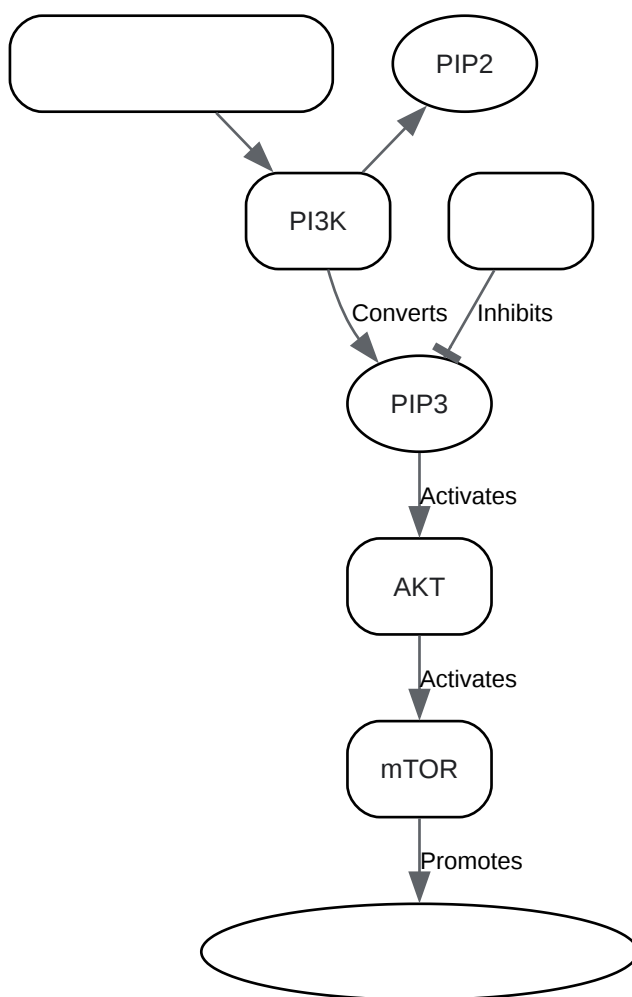 PIP2
PI3K
Converts
Inhibits
PIP3
Activates
AKT
Activates
mTOR
Promotes